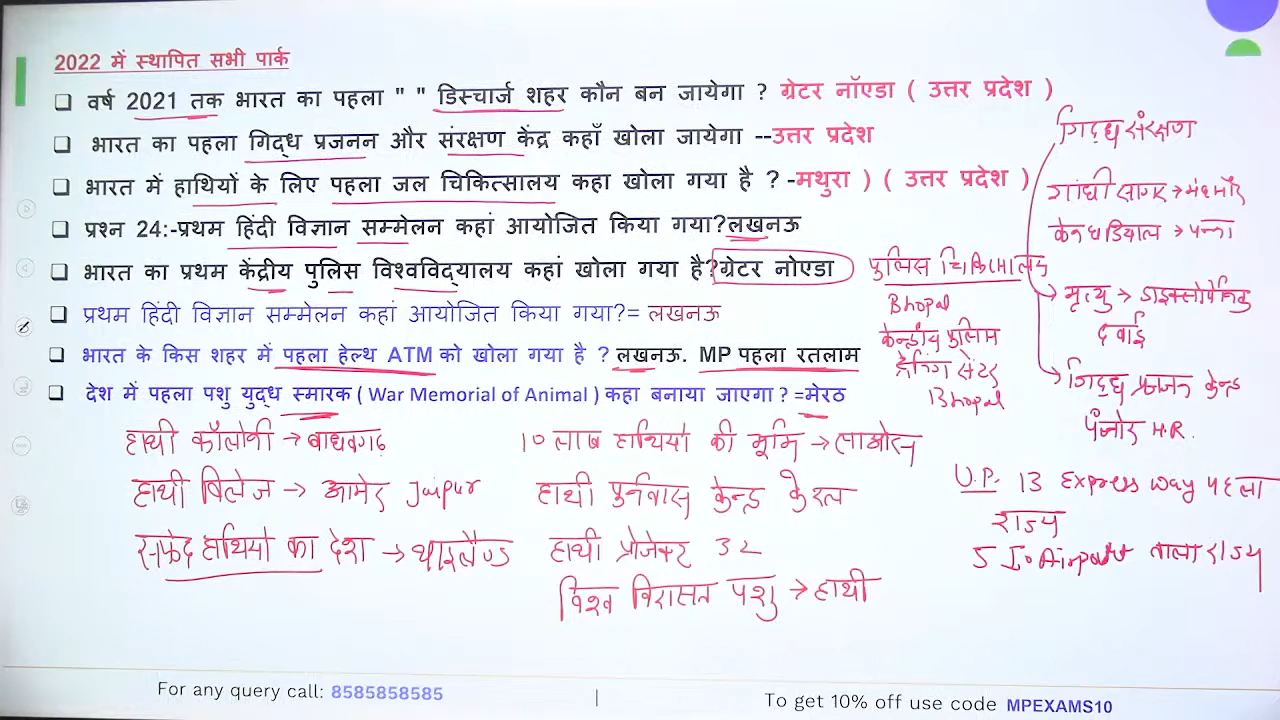 2022 में स्थापित सभी पार्क
❑ वर्ष 2021 तक भारत का पहला " " डिस्चार्ज शहर कौन बन जायेगा ? ग्रेटर नॉएडा ( उत्तर प्रदेश )
❑ भारत का पहला गिद्ध प्रजनन और संरक्षण केंद्र कहाँ खोला जायेगा --उत्तर प्रदेश
❑ भारत में हाथियों के लिए पहला जल चिकित्सालय कहा खोला गया है ? -मथुरा ) ( उत्तर प्रदेश )
❑ प्रश्न 24:-प्रथम हिंदी विज्ञान सम्मेलन कहां आयोजित किया गया?लखनऊ
❑ भारत का प्रथम केंद्रीय पुलिस विश्वविद्यालय कहां खोला गया है?ग्रेटर नोएडा
❑ प्रथम हिंदी विज्ञान सम्मेलन कहां आयोजित किया गया?= लखनऊ
❑ भारत के किस शहर में पहला हेल्थ ATM को खोला गया है ? लखनऊ. MP पहला रतलाम
❑ देश में पहला पशु युद्ध स्मारक ( War Memorial of Animal ) कहा बनाया जाएगा ? =मेरठ
गिद्ध संरक्षण
गांधी सागर → मंदसौर
केन घडियाल → पन्ना
मृत्यु → डाइक्लोफेनिक
दवाई
गिद्ध प्रजनन केन्द्र
पंजोर H.R.
पुलिस चिकित्सालय
Bhopal
केन्द्रीय पुलिस
ट्रेनिंग सेंटर
Bhopal
हाथी कॉलोनी → बाधवगढ़
हाथी विलेज → आमेर Jaipur
सफेद हाथियो का देश → थाइलैण्ड
10 लाख हाथियो की भूमि → लाओस
हाथी पुर्नवास केन्द्र केरल
हाथी प्रोजेक्ट 32
विश्व विरासत पशु → हाथी
U.P. 13 Express way पहला
राज्य
5 In Airport वाला राज्य
For any query call: 8585858585 | To get 10% off use code MPEXAMS10